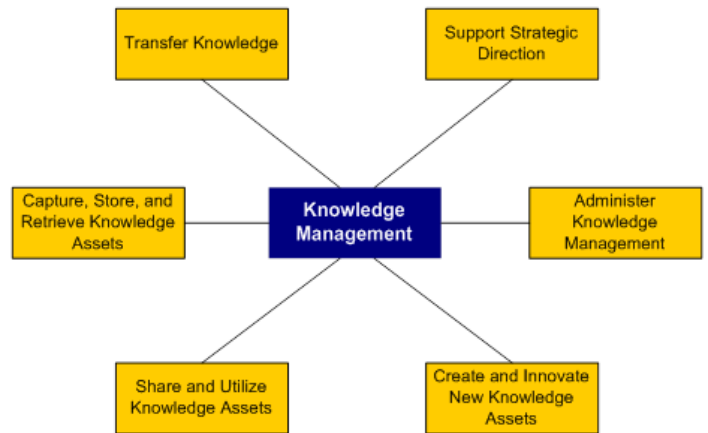 Transfer Knowledge
Support Strategic
Direction
Capture, Store, and
Retrieve Knowledge
Assets
Knowledge
Management
Administer
Knowledge
Management
Share and Utilize
Knowledge Assets
Create and Innovate
New Knowledge
Assets